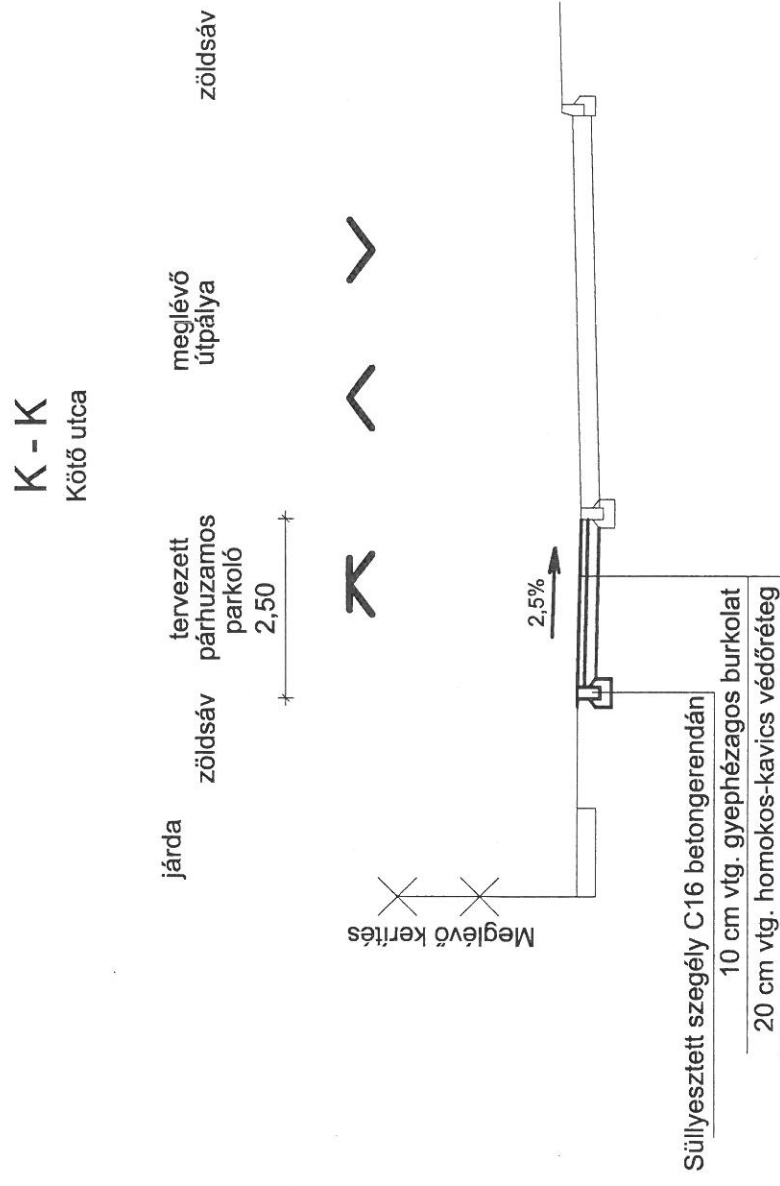 K - K
Kötő utca
járda
zöldsáv
tervezett
párhuzamos
parkoló
2,50
meglévő
útpálya
zöldsáv
Meglévő kerítés
2,5%
Süllyesztett szegély C16 betongerendán
10 cm vtg. gyephézagos burkolat
20 cm vtg. homokos-kavics védőréteg